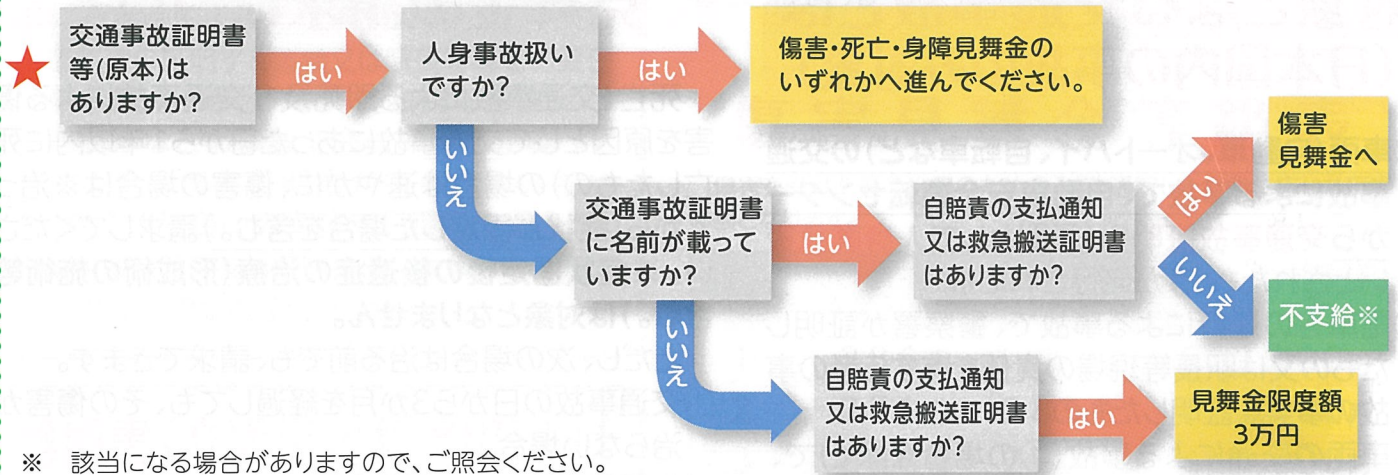 交通事故証明書
等(原本)は
ありますか?
はい
人身事故扱い
ですか?
はい
傷害・死亡・身障見舞金の
いずれかへ進んでください。
いいえ
交通事故証明書
に名前が載って
いますか?
はい
自賠責の支払通知
又は救急搬送証明書
はありますか?
はい
傷害
見舞金へ
いいえ
不支給※
いいえ
自賠責の支払通知
又は救急搬送証明書
はありますか?
はい
見舞金限度額
3万円
※ 該当になる場合がありますので、ご照会ください。